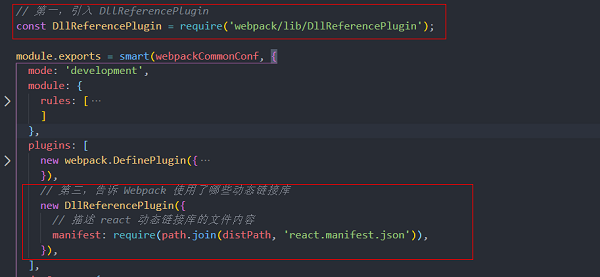 // 第一，引入 DllReferencePlugin
const DllReferencePlugin = require('webpack/lib/DllReferencePlugin');
module.exports = smart(webpackCommonConf, {
mode: 'development',
module: {
rules: [ ⋯
]
},
plugins: [
new webpack.DefinePlugin({ ⋯
}),
// 第三，告诉 Webpack 使用了哪些动态链接库
new DllReferencePlugin({
// 描述 react 动态链接库的文件内容
manifest: require(path.join(distPath, 'react.manifest.json')),
}),
],